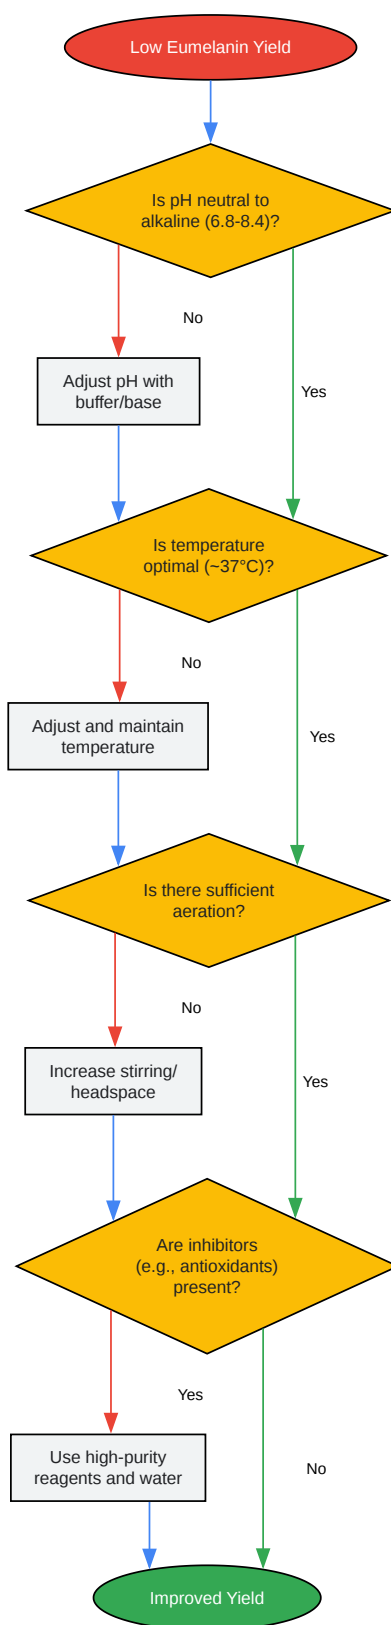 Low Eumelanin Yield
Is pH neutral to
alkaline (6.8-8.4)?
No
Yes
Adjust pH with
buffer/base
Is temperature
optimal (~37°C)?
No
Yes
Adjust and maintain
temperature
Is there sufficient
aeration?
No
Yes
Increase stirring/
headspace
Are inhibitors
(e.g., antioxidants)
present?
Yes
No
Use high-purity
reagents and water
Improved Yield